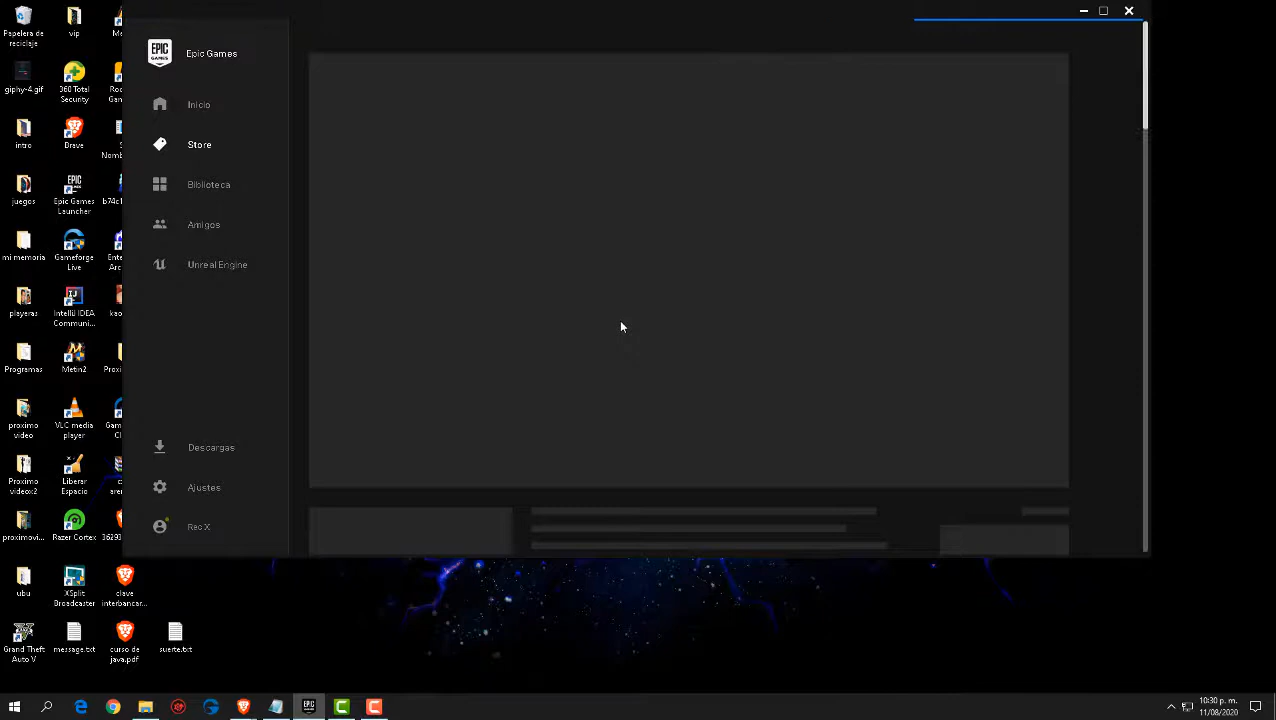 Papelera de
reciclaje
vip
giphy-4.gif
360 Total
Security
intro
Brave
juegos
Epic Games
Launcher
mi memoria
Gameforge
Live
playeras
IntelliJ IDEA
Communi...
Programas
Metin2
proximo
video
VLC media
player
Proximo
videox2
Liberar
Espacio
proximovi...
Razer Cortex
ubu
XSplit
Broadcaster
clave
interbancar...
Grand Theft
Auto V
message.txt
curso de
java.pdf
suerte.txt
EPIC
GAMES
Epic Games
Inicio
Store
Biblioteca
Amigos
Unreal Engine
Descargas
Ajustes
Rec X
10:30 p. m.
11/08/2020